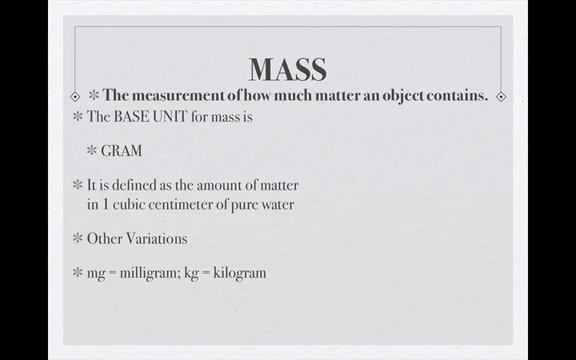 MASS
✻ The measurement of how much matter an object contains.
✻ The BASE UNIT for mass is
✻ GRAM
✻ It is defined as the amount of matter
in 1 cubic centimeter of pure water
✻ Other Variations
✻ mg = milligram; kg = kilogram